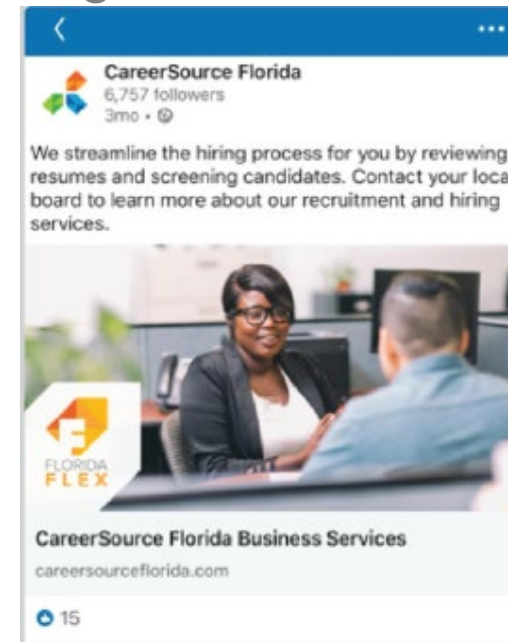 CareerSource Florida
6,757 followers
3mo •
We streamline the hiring process for you by reviewing
resumes and screening candidates. Contact your loca
board to learn more about our recruitment and hiring
services.
FLORIDA
FLEX
CareerSource Florida Business Services
careersourceflorida.com
15